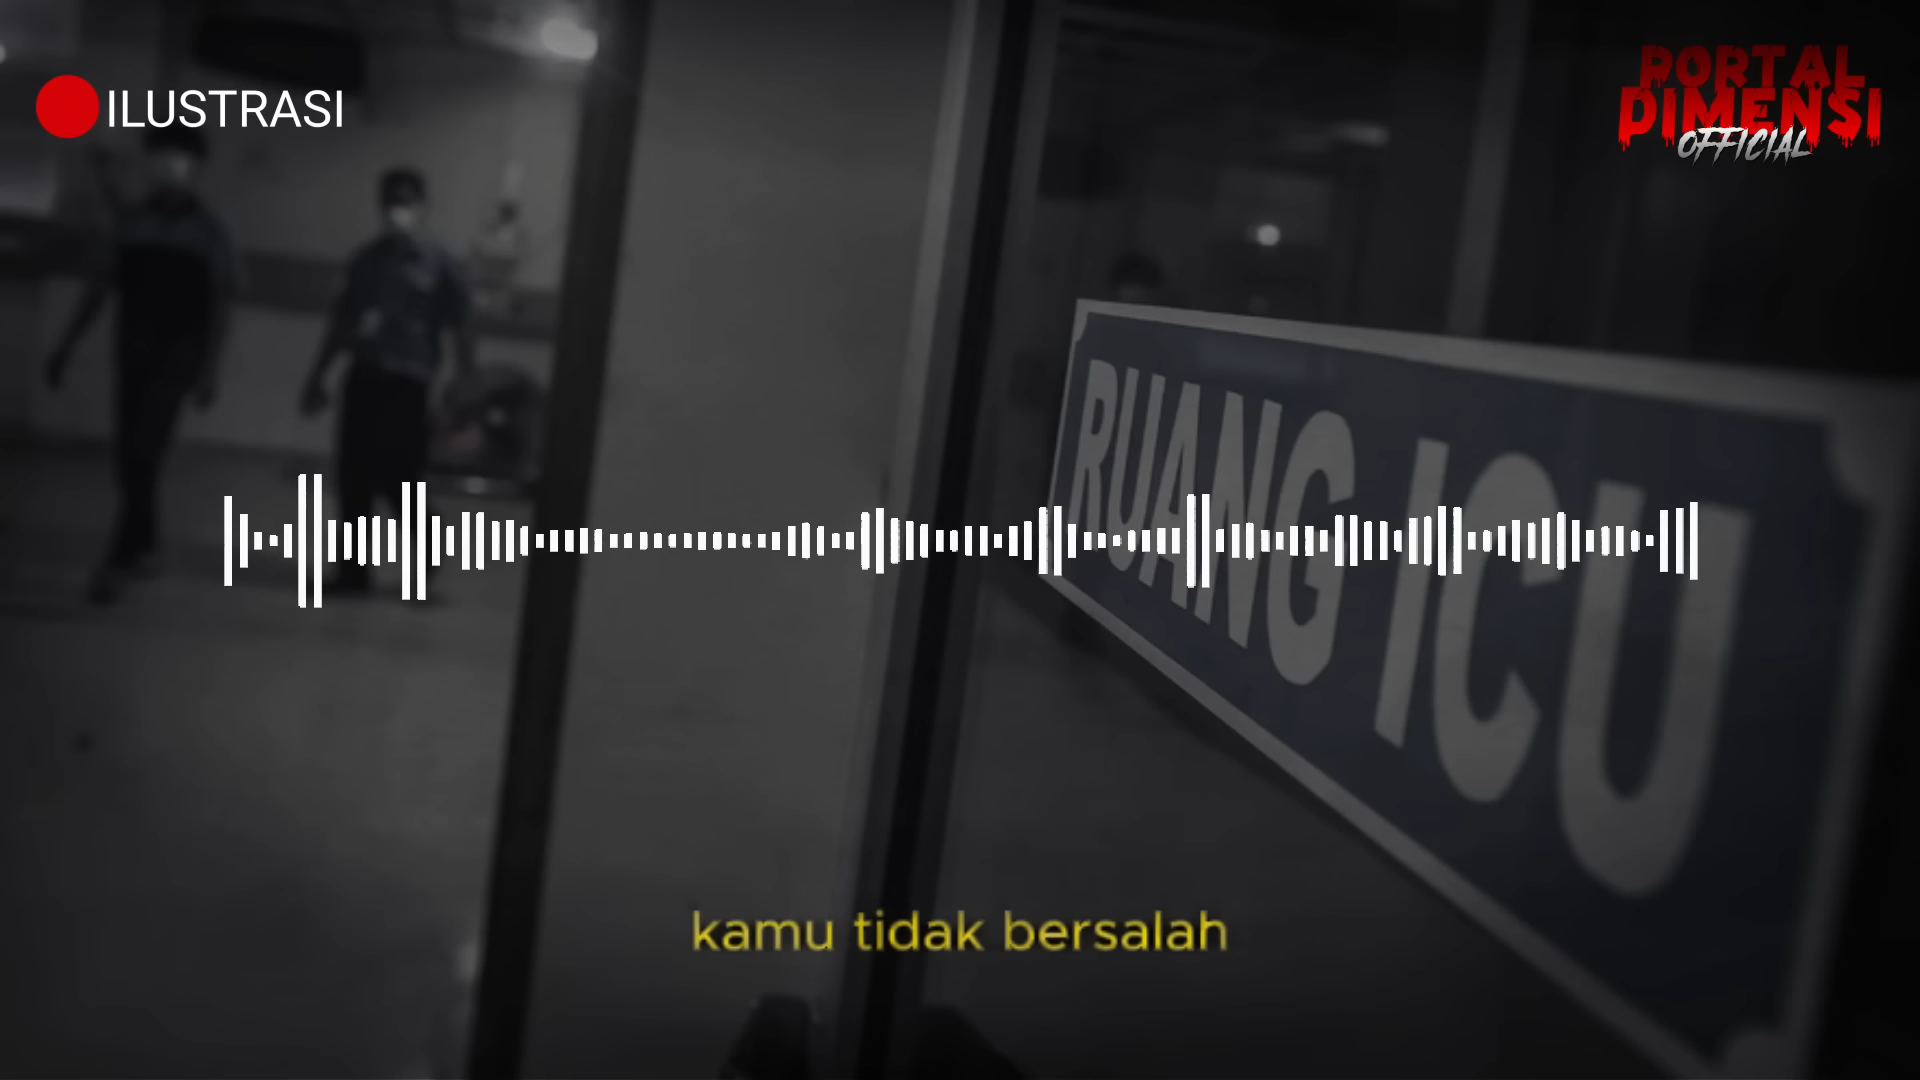 ILUSTRASI
PORTAL
DIMENSI
OFFICIAL
RUANG ICU
kamu tidak bersalah